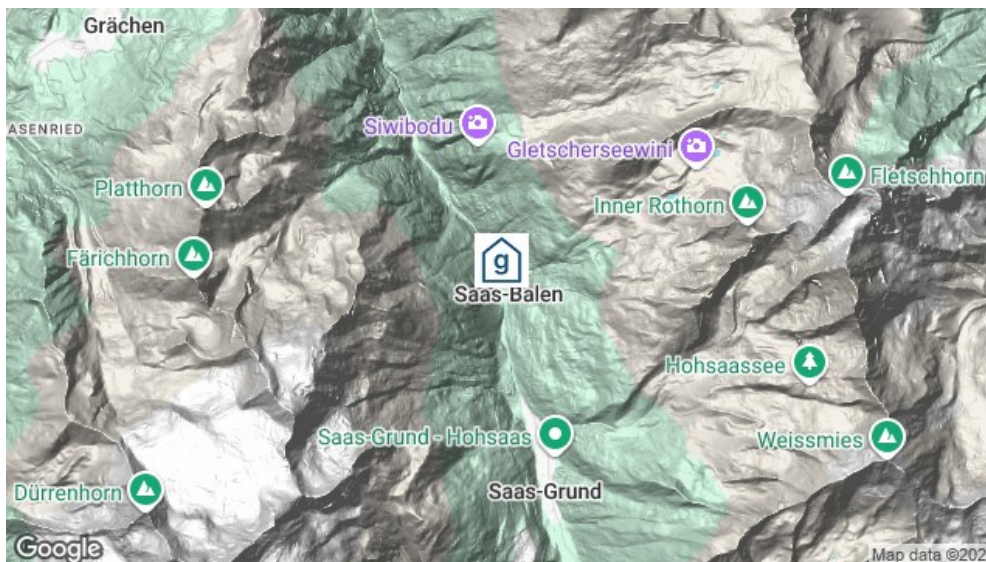 Grächen
Siwibodu
ASENRIED
Gletscherseewini
Platthorn
Fletschhorn
Inner Rothorn
Färichhorn
g
Saas-Balen
Hohsaassee
Saas-Grund - Hohsaas
Weissmies
Dürrenhorn
Saas-Grund
Google
Map data ©202